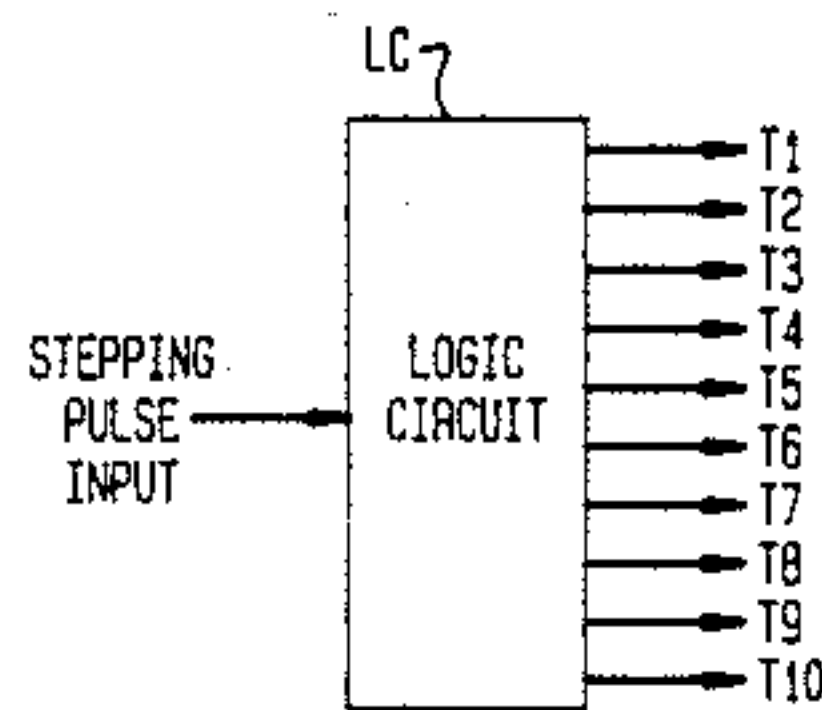 LC
STEPPING
PULSE
INPUT
LOGIC
CIRCUIT
T1
T2
T3
T4
T5
T6
T7
T8
T9
T10